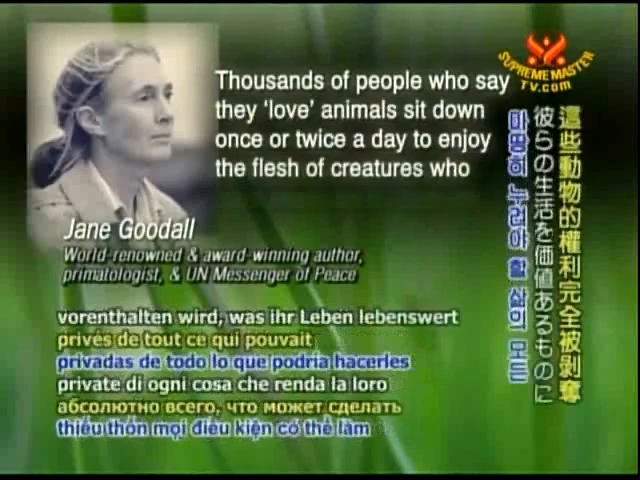 SUPREME MASTER
TV.com
Thousands of people who say
they 'love' animals sit down
once or twice a day to enjoy
the flesh of creatures who
Jane Goodall
World-renowned & award-winning author,
primatologist, & UN Messenger of Peace
vorenthalten wird, was ihr Leben lebenswert
privés de tout ce qui pouvait
privadas de todo lo que podria hacerles
private di ogni cosa che renda la loro
абсолютно всего, что может сделать
thiếu thốn mọi điều kiện có thể làm
這些動物的權利完全被剝奪
彼らの生活を価値あるものに
마땅히 누려야 할 삶의 모든